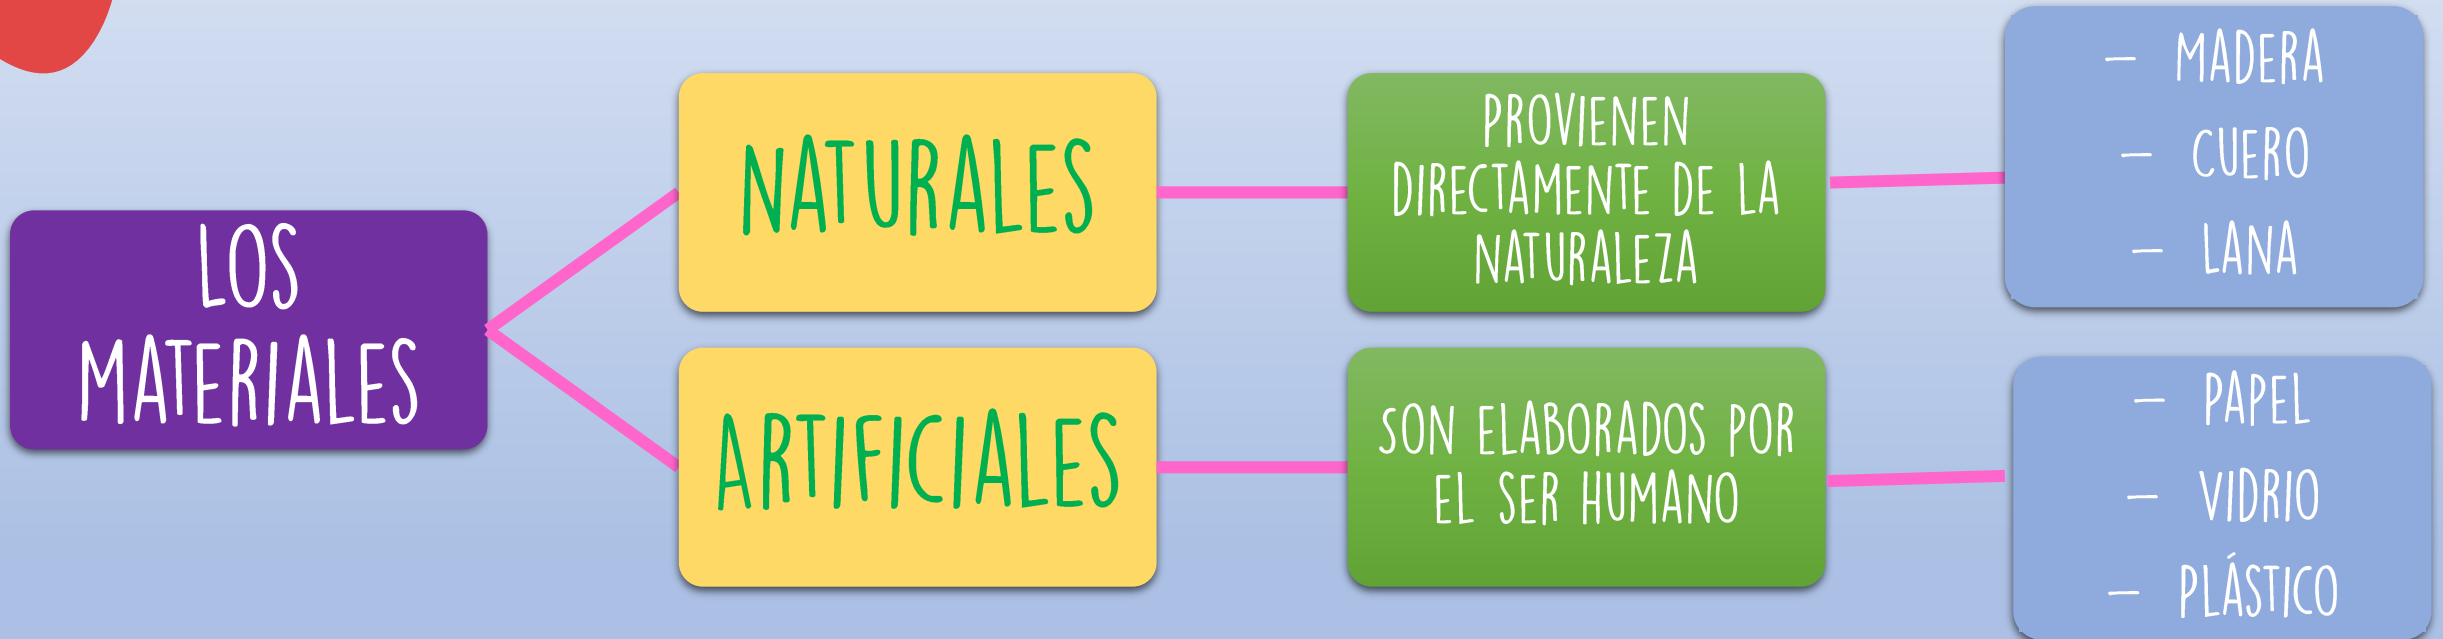 LOS
MATERIALES
NATURALES
PROVIENEN
DIRECTAMENTE DE LA
NATURALEZA
– MADERA
– CUERO
– LANA
ARTIFICIALES
SON ELABORADOS POR
EL SER HUMANO
– PAPEL
– VIDRIO
– PLÁSTICO